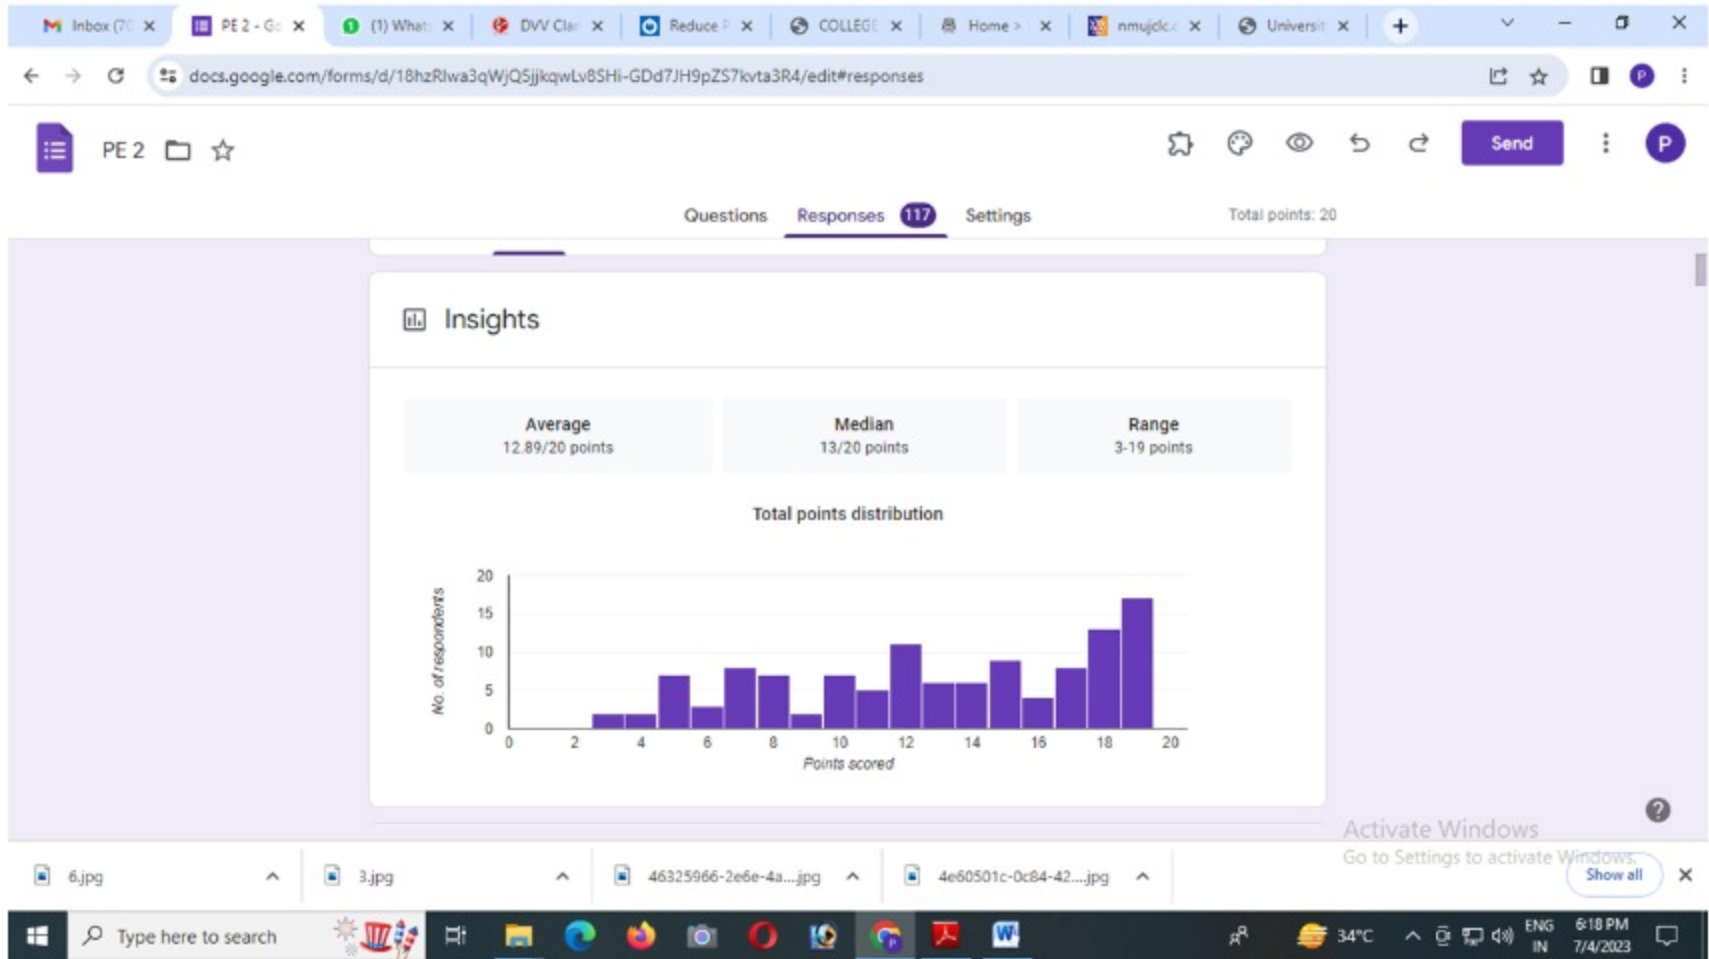 Inbox (70
PE 2 - Go
(1) What
DVV Clar
Reduce P
COLLEGE
Home >
nmujclc.c
Universit
docs.google.com/forms/d/18hzRlwa3qWjQ5jjkqwLv8SHi-GDd7JH9pZS7kvta3R4/edit#responses
P
PE 2
Send
P
Questions
Responses 117
Settings
Total points: 20
Insights
Average
12.89/20 points
Median
13/20 points
Range
3-19 points
Total points distribution
No. of respondents
20
15
10
5
0
0 2 4 6 8 10 12 14 16 18 20
Points scored
Activate Windows
Go to Settings to activate Windows.
6.jpg
3.jpg
46325966-2e6e-4a....jpg
4e60501c-0c84-42....jpg
Show all
Type here to search
34°C
ENG
IN
6:18 PM
7/4/2023